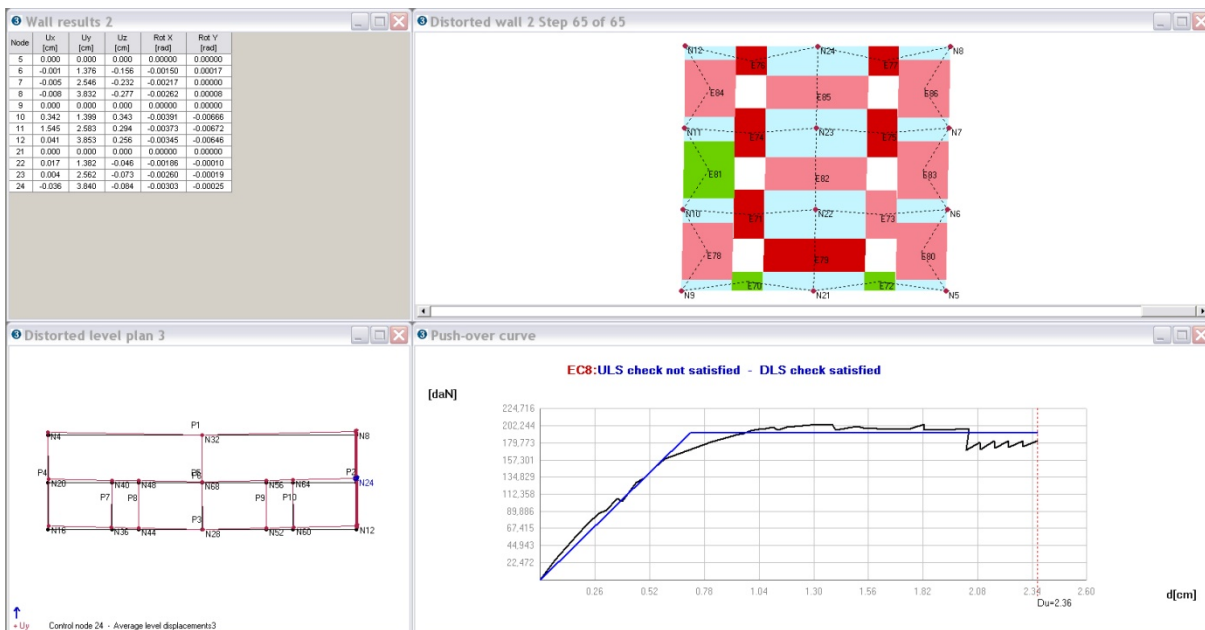 Wall results 2
Node Ux [cm] Uy [cm] Uz [cm] Rot X [rad] Rot Y [rad]
5 0.000 0.000 0.000 0.00000 0.00000
6 -0.001 1.376 -0.156 -0.00150 0.00017
7 -0.005 2.546 -0.232 -0.00217 0.00000
8 -0.008 3.832 -0.277 -0.00262 0.00008
9 0.000 0.000 0.000 0.00000 0.00000
10 0.342 1.399 0.343 -0.00391 -0.00666
11 1.545 2.583 0.294 -0.00373 -0.00672
12 0.041 3.853 0.256 -0.00345 -0.00646
21 0.000 0.000 0.000 0.00000 0.00000
22 0.017 1.382 -0.046 -0.00186 -0.00010
23 0.004 2.562 -0.073 -0.00260 -0.00019
24 -0.036 3.840 -0.084 -0.00303 -0.00025
Distorted wall 2 Step 65 of 65
N12 N24 N8
E76 E77
E84 E85 E86
N11 N23 N7
E74 E75
E81 E82 E83
N10 N22 N6
E71 E73
E78 E79 E80
E70 E72
N9 N21 N5
Distorted level plan 3
P1
N4 N32 N8
P4 P6 P2
N20 N40 N48 N68 N56 N64 N24
P7 P8 P9 P10
P3
N16 N36 N44 N28 N52 N60 N12
+ Uy Control node 24 - Average level displacements3
Push-over curve
EC8:ULS check not satisfied - DLS check satisfied
[daN]
224,716
202,244
179,773
157,301
134,829
112,358
89,886
67,415
44,943
22,472
0.26 0.52 0.78 1.04 1.30 1.56 1.82 2.08 2.34 2.60
d[cm]
Du=2.36